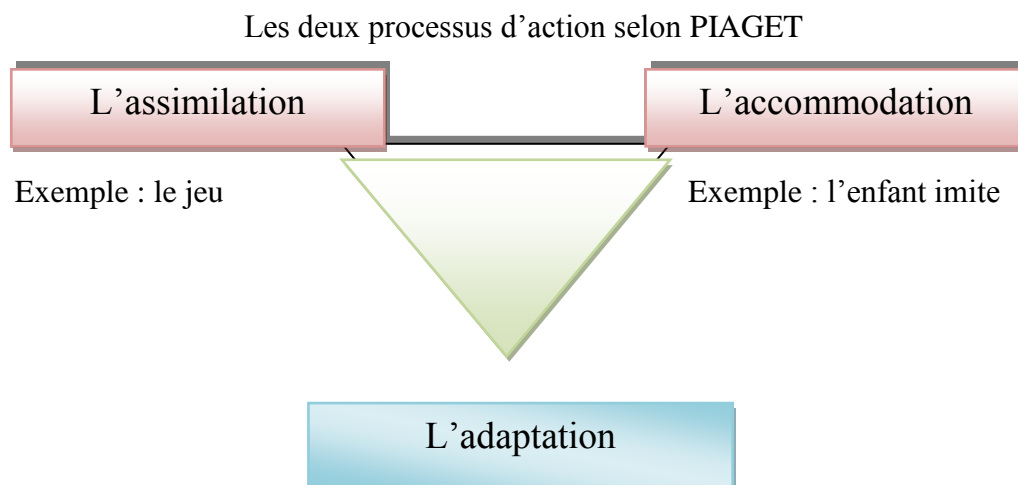 Les deux processus d’action selon PIAGET
L’assimilation
L’accommodation
Exemple : le jeu
Exemple : l’enfant imite
L’adaptation